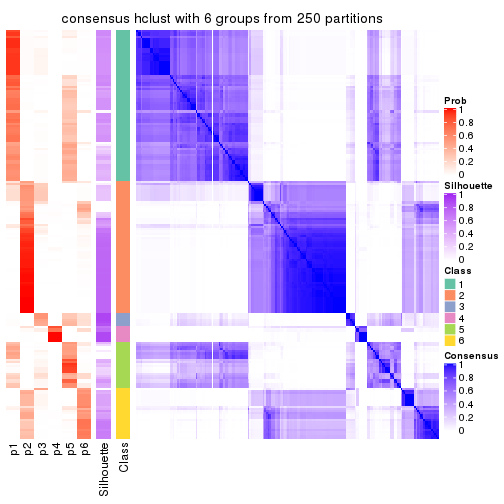 consensus hclust with 6 groups from 250 partitions
Prob
1
0.8
0.6
0.4
0.2
0
Silhouette
1
0.8
0.6
0.4
0.2
0
Class
1
2
3
4
5
6
Consensus
1
0.8
0.6
0.4
0.2
0
p1
p2
p3
p4
p5
p6
Silhouette
Class